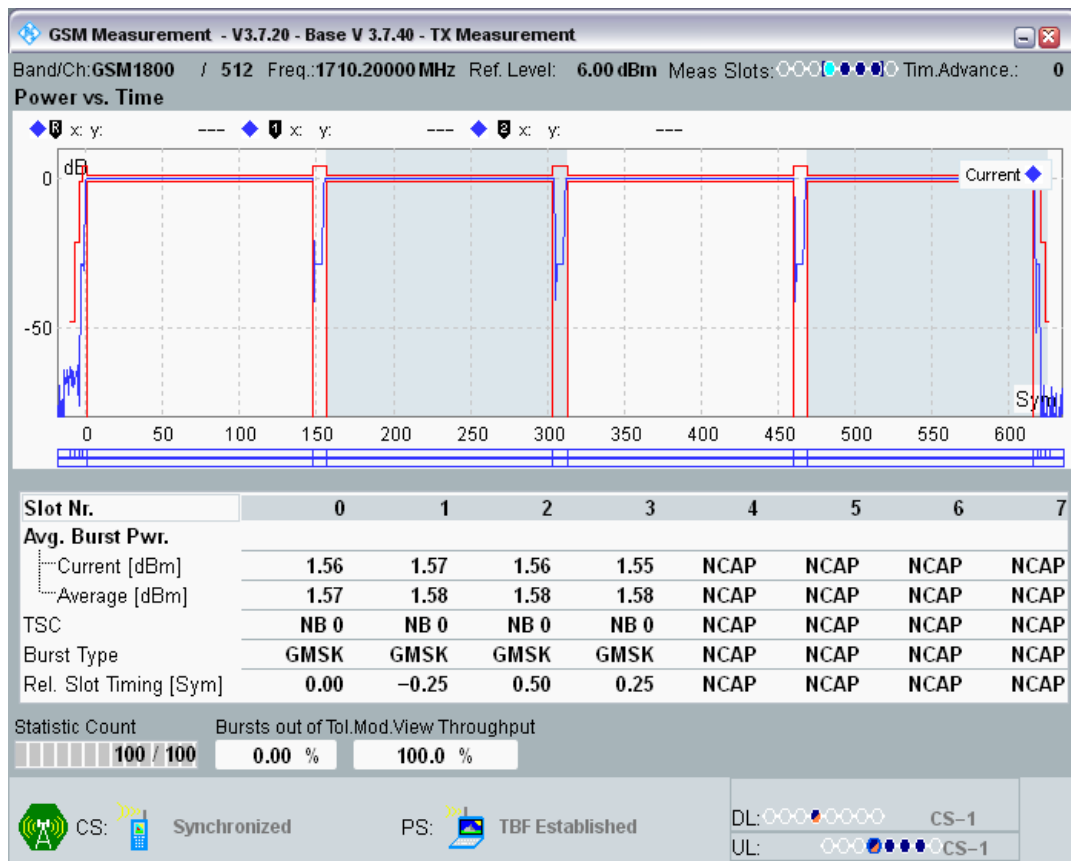 GSM Measurement - V3.7.20 - Base V 3.7.40 - TX Measurement
Band/Ch:GSM1800 / 512 Freq.:1710.20000 MHz Ref. Level: 6.00 dBm Meas Slots: Tim.Advance.: 0
Power vs. Time
R x: y: --- 1 x: y: --- 2 x: y: ---
dB
0
Current
-50
Sym
0 50 100 150 200 250 300 350 400 450 500 550 600
Slot Nr. 0 1 2 3 4 5 6 7
Avg. Burst Pwr.
Current [dBm] 1.56 1.57 1.56 1.55 NCAP NCAP NCAP NCAP
Average [dBm] 1.57 1.58 1.58 1.58 NCAP NCAP NCAP NCAP
TSC NB 0 NB 0 NB 0 NB 0 NCAP NCAP NCAP NCAP
Burst Type GMSK GMSK GMSK GMSK NCAP NCAP NCAP NCAP
Rel. Slot Timing [Sym] 0.00 −0.25 0.50 0.25 NCAP NCAP NCAP NCAP
Statistic Count Bursts out of Tol.Mod.View Throughput
100 / 100 0.00 % 100.0 %
CS: Synchronized PS: TBF Established
DL: CS−1
UL: CS−1